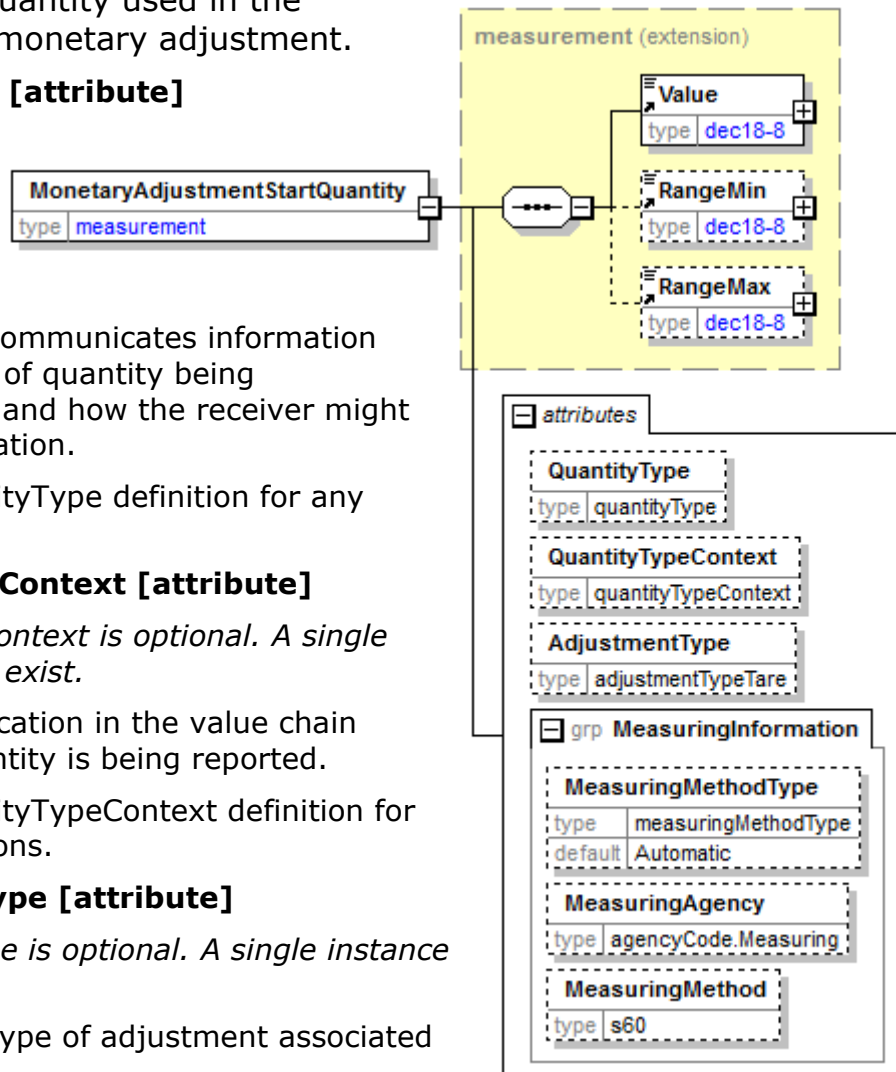 quantity used in the
monetary adjustment.
[attribute]
communicates information
of quantity being
and how the receiver might
ation.
ityType definition for any
Context [attribute]
ontext is optional. A single
exist.
cation in the value chain
ntity is being reported.
ityTypeContext definition for
ons.
ype [attribute]
e is optional. A single instance
ype of adjustment associated
MonetaryAdjustmentStartQuantity
type measurement
measurement (extension)
Value
type dec18-8
RangeMin
type dec18-8
RangeMax
type dec18-8
attributes
QuantityType
type quantityType
QuantityTypeContext
type quantityTypeContext
AdjustmentType
type adjustmentTypeTare
grp MeasuringInformation
MeasuringMethodType
type measuringMethodType
default Automatic
MeasuringAgency
type agencyCode.Measuring
MeasuringMethod
type s60